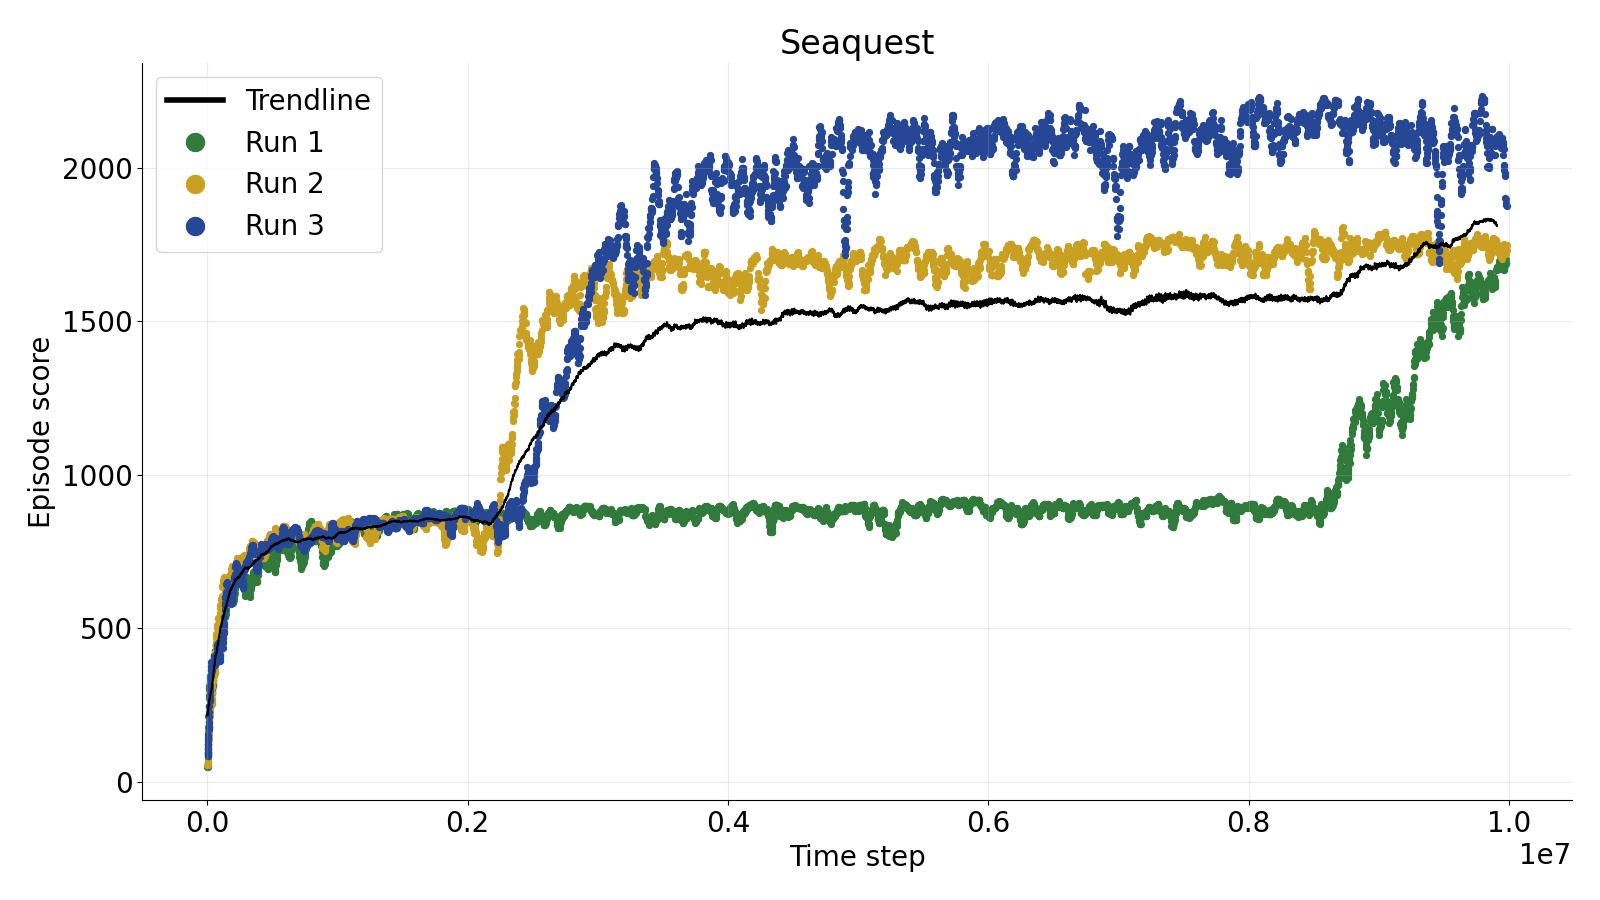 Seaquest
Trendline
Run 1
Run 2
Run 3
Episode score
2000
1500
1000
500
0
0.0 0.2 0.4 0.6 0.8 1.0
1e7
Time step